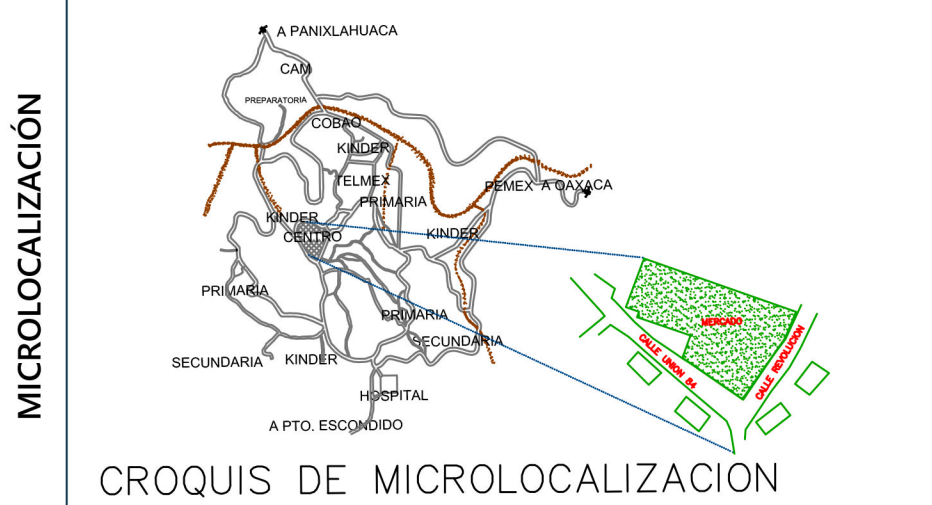 MICROLOCALIZACIÓN
A PANIXLAHUACA
CAM
PREPARATORIA
COBAO
KINDER
TELMEX
PEMEX A OAXACA
PRIMARIA
KINDER
KINDER
CENTRO
PRIMARIA
PRIMARIA
SECUNDARIA
SECUNDARIA
KINDER
HOSPITAL
A PTO. ESCONDIDO
MERCADO
CALLE UNION 84
CALLE REVOLUCION
CROQUIS DE MICROLOCALIZACION